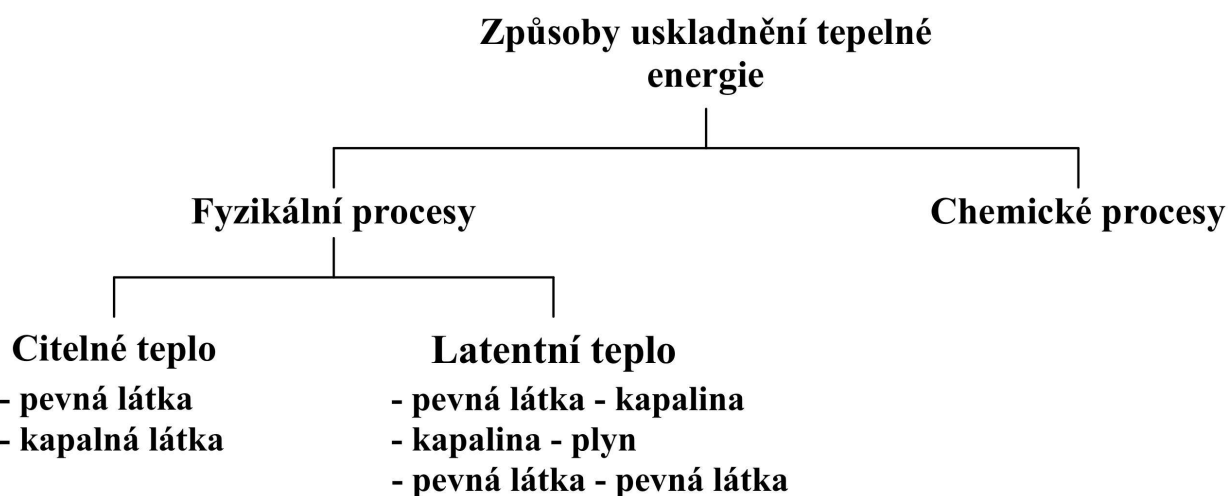 Způsoby uskladnění tepelné
energie
Fyzikální procesy
Chemické procesy
Citelné teplo
- pevná látka
- kapalná látka
Latentní teplo
- pevná látka - kapalina
- kapalina - plyn
- pevná látka - pevná látka